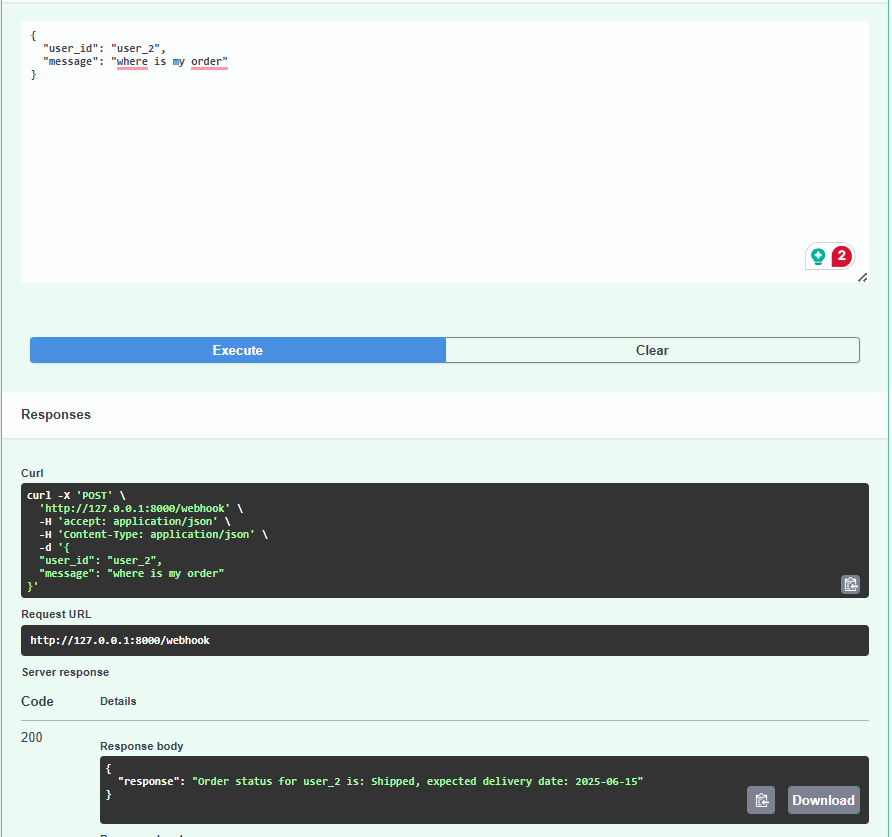 {
  "user_id": "user_2",
  "message": "where is my order"
}
2
Execute
Clear
Responses
Curl
curl -X 'POST' \
  'http://127.0.0.1:8000/webhook' \
  -H 'accept: application/json' \
  -H 'Content-Type: application/json' \
  -d '{
  "user_id": "user_2",
  "message": "where is my order"
}'
Request URL
http://127.0.0.1:8000/webhook
Server response
Code
Details
200
Response body
{
  "response": "Order status for user_2 is: Shipped, expected delivery date: 2025-06-15"
}
Download